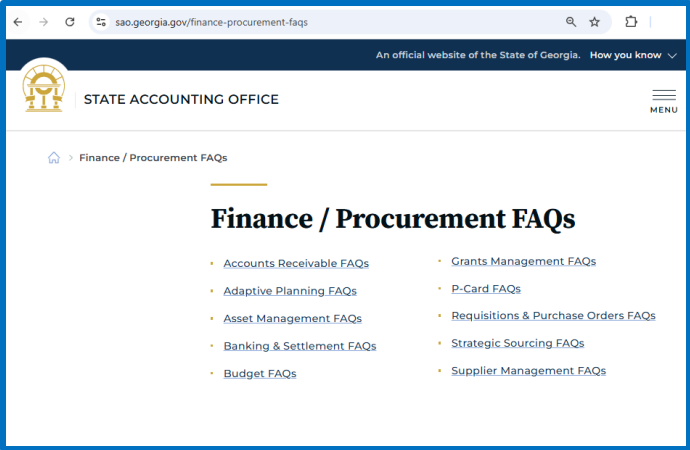 sao.georgia.gov/finance-procurement-faqs
An official website of the State of Georgia. How you know
STATE ACCOUNTING OFFICE
MENU
Finance / Procurement FAQs
Finance / Procurement FAQs
Accounts Receivable FAQs
Adaptive Planning FAQs
Asset Management FAQs
Banking & Settlement FAQs
Budget FAQs
Grants Management FAQs
P-Card FAQs
Requisitions & Purchase Orders FAQs
Strategic Sourcing FAQs
Supplier Management FAQs